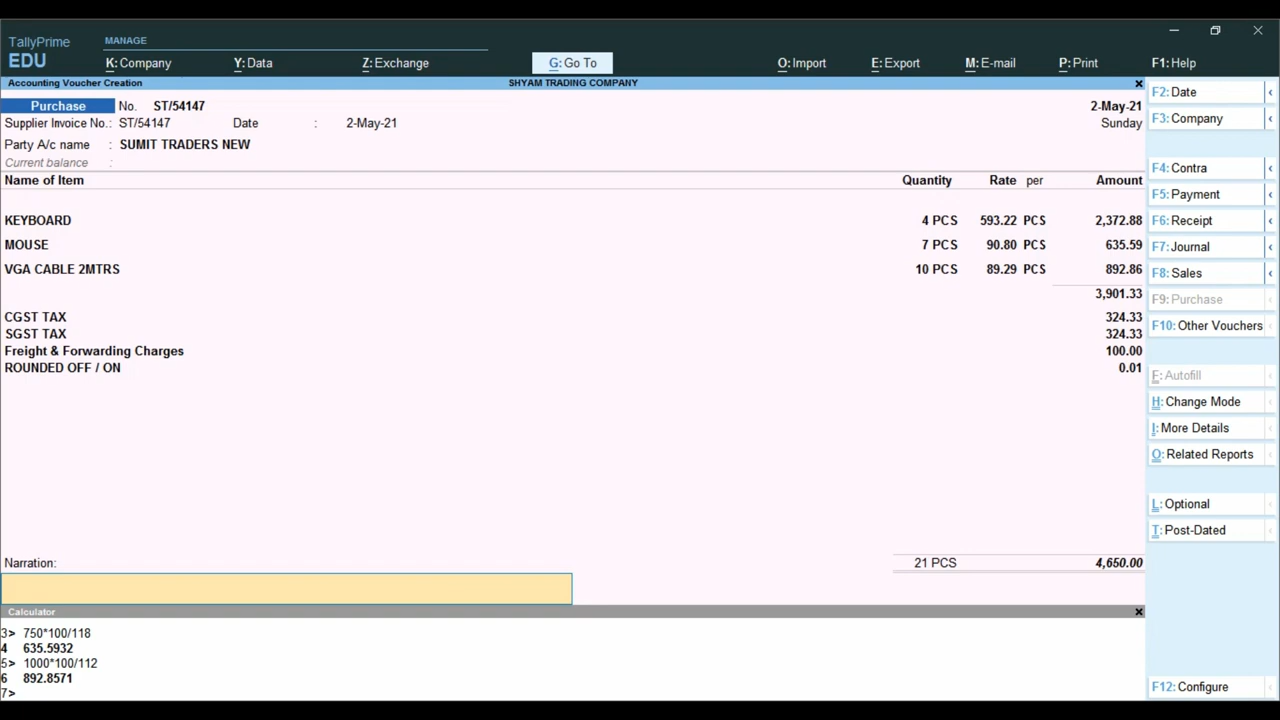 TallyPrime MANAGE
EDU K: Company Y: Data Z: Exchange G: Go To O: Import E: Export M: E-mail P: Print F1: Help
Accounting Voucher Creation SHYAM TRADING COMPANY
Purchase No. ST/54147 2-May-21
Supplier Invoice No.: ST/54147 Date : 2-May-21 Sunday
Party A/c name : SUMIT TRADERS NEW
Current balance :
Name of Item Quantity Rate per Amount
KEYBOARD 4 PCS 593.22 PCS 2,372.88
MOUSE 7 PCS 90.80 PCS 635.59
VGA CABLE 2MTRS 10 PCS 89.29 PCS 892.86
3,901.33
CGST TAX 324.33
SGST TAX 324.33
Freight & Forwarding Charges 100.00
ROUNDED OFF / ON 0.01
Narration: 21 PCS 4,650.00
Calculator
3> 750*100/118
4 635.5932
5> 1000*100/112
6 892.8571
7>
F2: Date
F3: Company
F4: Contra
F5: Payment
F6: Receipt
F7: Journal
F8: Sales
F9: Purchase
F10: Other Vouchers
F: Autofill
H: Change Mode
I: More Details
O: Related Reports
L: Optional
T: Post-Dated
F12: Configure